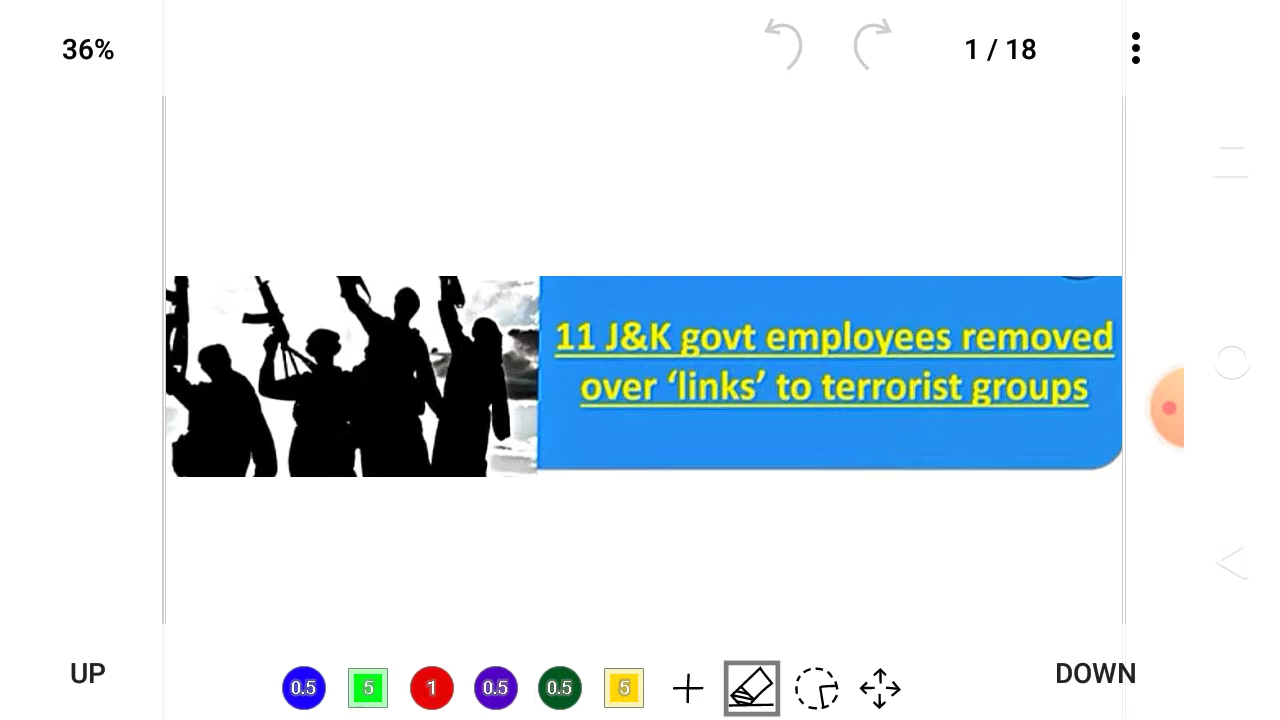 36%
1 / 18
11 J&K govt employees removed
over ‘links’ to terrorist groups
UP
0.5
5
1
0.5
0.5
5
DOWN